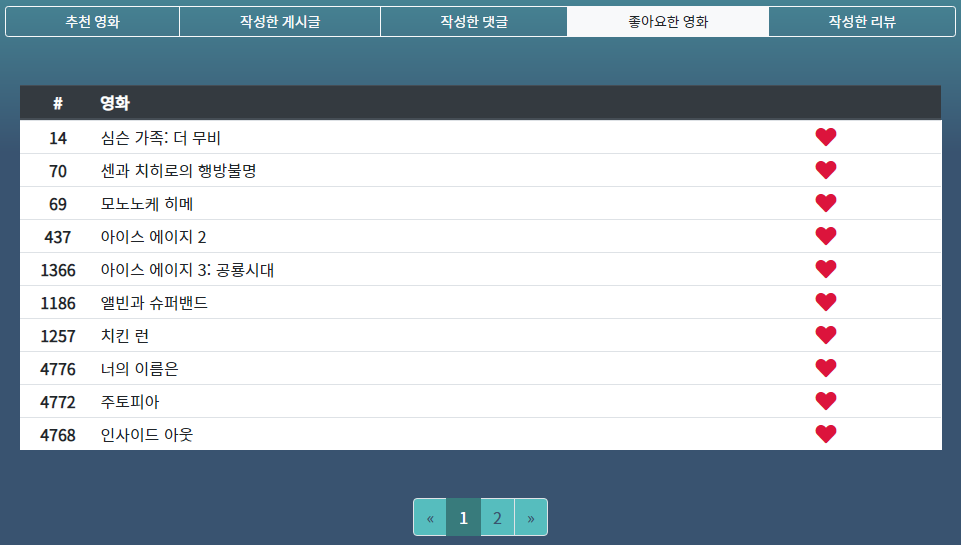 추천 영화 작성한 게시글 작성한 댓글 좋아요한 영화 작성한 리뷰
# 영화
14 심슨 가족: 더 무비
70 센과 치히로의 행방불명
69 모노노케 히메
437 아이스 에이지 2
1366 아이스 에이지 3: 공룡시대
1186 앨빈과 슈퍼밴드
1257 치킨 런
4776 너의 이름은
4772 주토피아
4768 인사이드 아웃
« 1 2 »